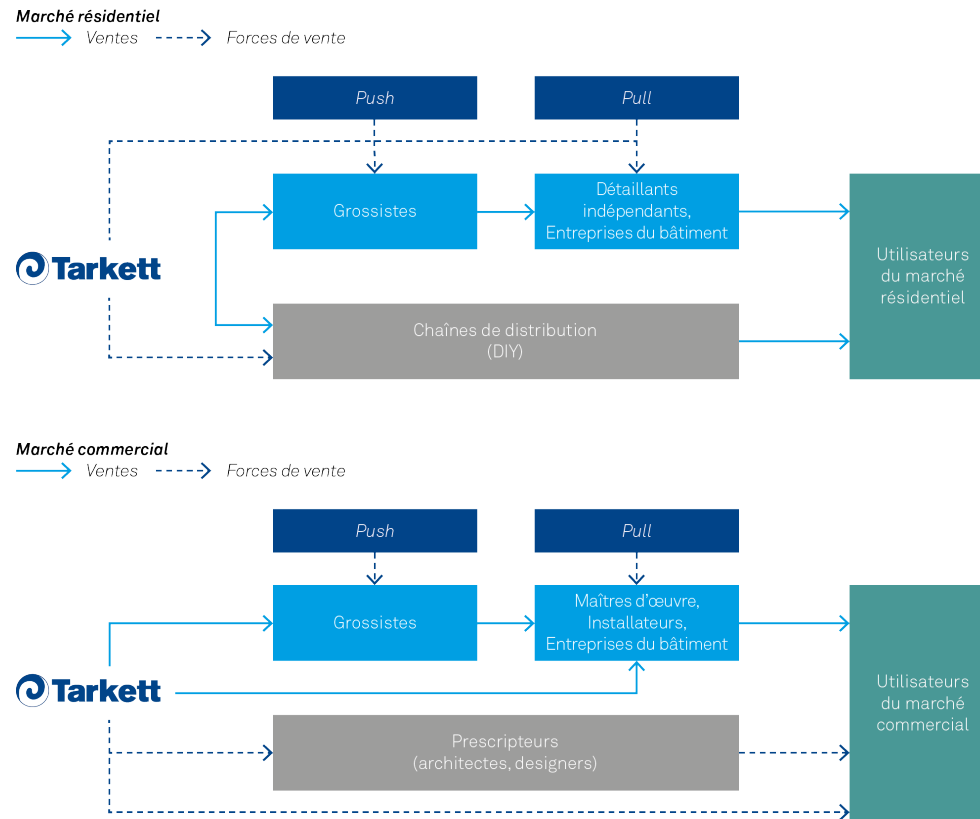 Marché résidentiel
Ventes
Forces de vente
Push
Pull
Grossistes
Détaillants
indépendants,
Entreprises du bâtiment
Tarkett
Utilisateurs
du marché
résidentiel
Chaînes de distribution
(DIY)
Marché commercial
Ventes
Forces de vente
Push
Pull
Grossistes
Maîtres d'œuvre,
Installateurs,
Entreprises du bâtiment
Tarkett
Utilisateurs
du marché
commercial
Prescripteurs
(architectes, designers)